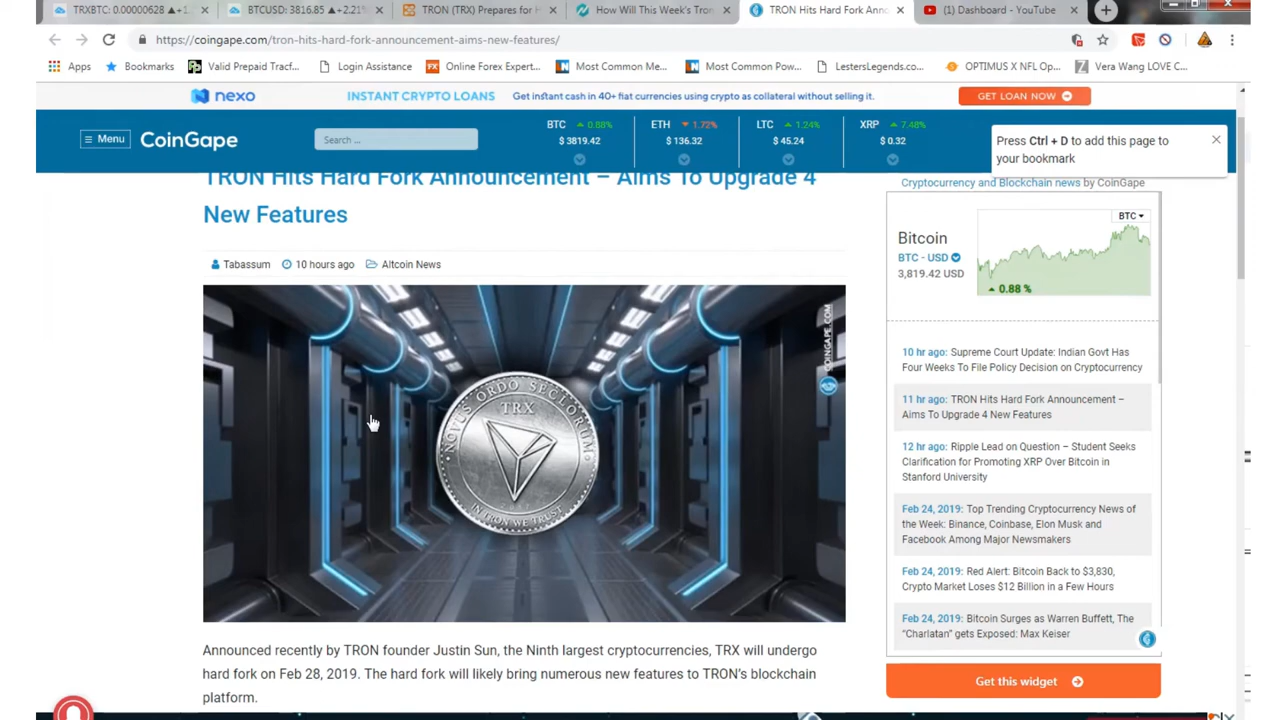 TRXBTC: 0.00000628 ▲+1.
BTCUSD: 3816.85 ▲+2.21%
TRON (TRX) Prepares for H
How Will This Week's Tron
TRON Hits Hard Fork Anno
(1) Dashboard - YouTube
https://coingape.com/tron-hits-hard-fork-announcement-aims-new-features/
Apps
Bookmarks
Valid Prepaid Tracf...
Login Assistance
Online Forex Expert...
Most Common Me...
Most Common Pow...
LestersLegends.co...
OPTIMUS X NFL Op...
Vera Wang LOVE C...
nexo
INSTANT CRYPTO LOANS
Get instant cash in 40+ fiat currencies using crypto as collateral without selling it.
GET LOAN NOW
Menu
CoinGape
Search ...
BTC ▲ 0.88%
$ 3819.42
ETH ▼ 1.72%
$ 136.32
LTC ▲ 1.24%
$ 45.24
XRP ▲ 7.48%
$ 0.32
Press Ctrl + D to add this page to
your bookmark
TRON Hits Hard Fork Announcement – Aims To Upgrade 4
New Features
Tabassum
10 hours ago
Altcoin News
COINGAPE.COM
NOVUS ORDO SECLORUM
TRX
IN TRON WE TRUST
Announced recently by TRON founder Justin Sun, the Ninth largest cryptocurrencies, TRX will undergo
hard fork on Feb 28, 2019. The hard fork will likely bring numerous new features to TRON's blockchain
platform.
Cryptocurrency and Blockchain news by CoinGape
BTC
Bitcoin
BTC - USD
3,819.42 USD
▲ 0.88 %
10 hr ago: Supreme Court Update: Indian Govt Has
Four Weeks To File Policy Decision on Cryptocurrency
11 hr ago: TRON Hits Hard Fork Announcement –
Aims To Upgrade 4 New Features
12 hr ago: Ripple Lead on Question – Student Seeks
Clarification for Promoting XRP Over Bitcoin in
Stanford University
Feb 24, 2019: Top Trending Cryptocurrency News of
the Week: Binance, Coinbase, Elon Musk and
Facebook Among Major Newsmakers
Feb 24, 2019: Red Alert: Bitcoin Back to $3,830,
Crypto Market Loses $12 Billion in a Few Hours
Feb 24, 2019: Bitcoin Surges as Warren Buffett, The
“Charlatan” gets Exposed: Max Keiser
Get this widget